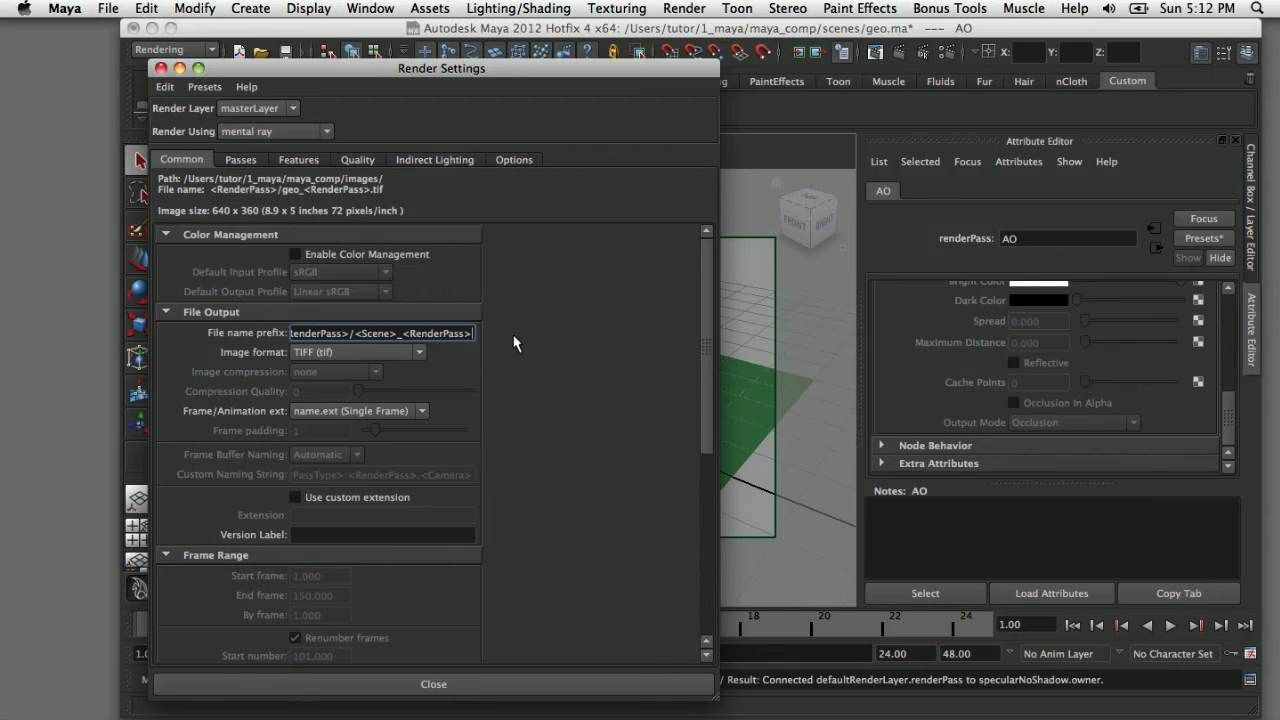 Maya File Edit Modify Create Display Window Assets Lighting/Shading Texturing Render Toon Stereo Paint Effects Bonus Tools Muscle Help Sun 5:12 PM
Autodesk Maya 2012 Hotfix 4 x64: /Users/tutor/1_maya/maya_comp/scenes/geo.ma* --- AO
Rendering X: Y: Z:
Render Settings
PaintEffects Toon Muscle Fluids Fur Hair nCloth Custom
Edit Presets Help
Render Layer masterLayer
Render Using mental ray
Common Passes Features Quality Indirect Lighting Options
Path: /Users/tutor/1_maya/maya_comp/images/
File name: <RenderPass>/geo_<RenderPass>.tif
Image size: 640 x 360 (8.9 x 5 inches 72 pixels/inch )
Color Management
Enable Color Management
Default Input Profile sRGB
Default Output Profile Linear sRGB
File Output
File name prefix: lenderPass>/<Scene>_<RenderPass>
Image format: TIFF (tif)
Image compression: none
Compression Quality: 0
Frame/Animation ext: name.ext (Single Frame)
Frame padding: 1
Frame Buffer Naming: Automatic
Custom Naming String: PassType>.<RenderPass>.<Camera>
Use custom extension
Extension:
Version Label:
Frame Range
Start frame: 1.000
End frame: 150.000
By frame: 1.000
Renumber frames
Start number: 101.000
Close
FRONT RIGHT
Attribute Editor
List Selected Focus Attributes Show Help
AO
renderPass: AO
Focus
Presets*
Show Hide
Bright Color
Dark Color
Spread 0.000
Maximum Distance 0.000
Reflective
Cache Points 0
Occlusion In Alpha
Output Mode Occlusion
Node Behavior
Extra Attributes
Notes: AO
Select Load Attributes Copy Tab
Channel Box / Layer Editor
Attribute Editor
18 20 22 24 1.00
24.00 48.00 No Anim Layer No Character Set
/ Result: Connected defaultRenderLayer.renderPass to specularNoShadow.owner.